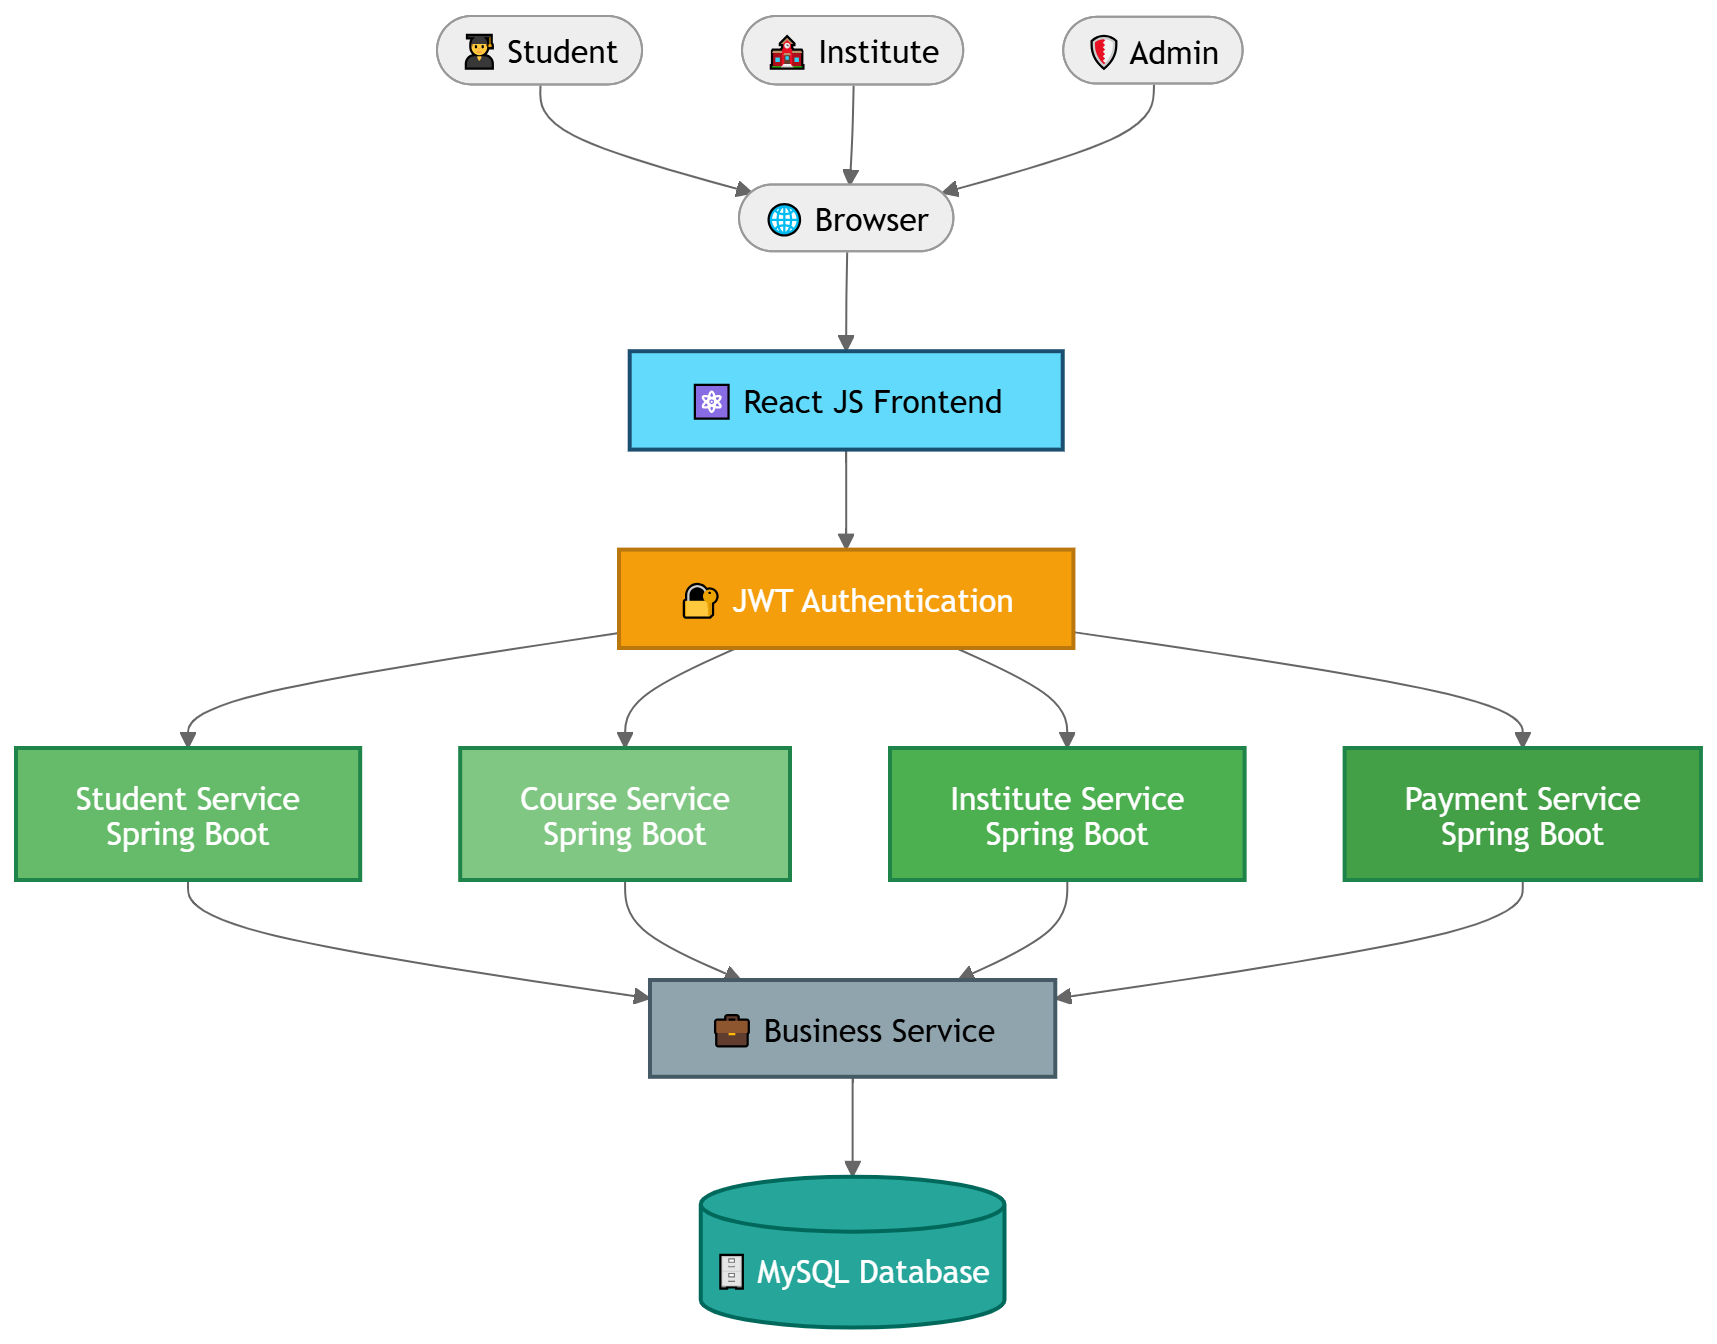 Student
Institute
Admin
Browser
React JS Frontend
JWT Authentication
Student Service
Spring Boot
Course Service
Spring Boot
Institute Service
Spring Boot
Payment Service
Spring Boot
Business Service
MySQL Database